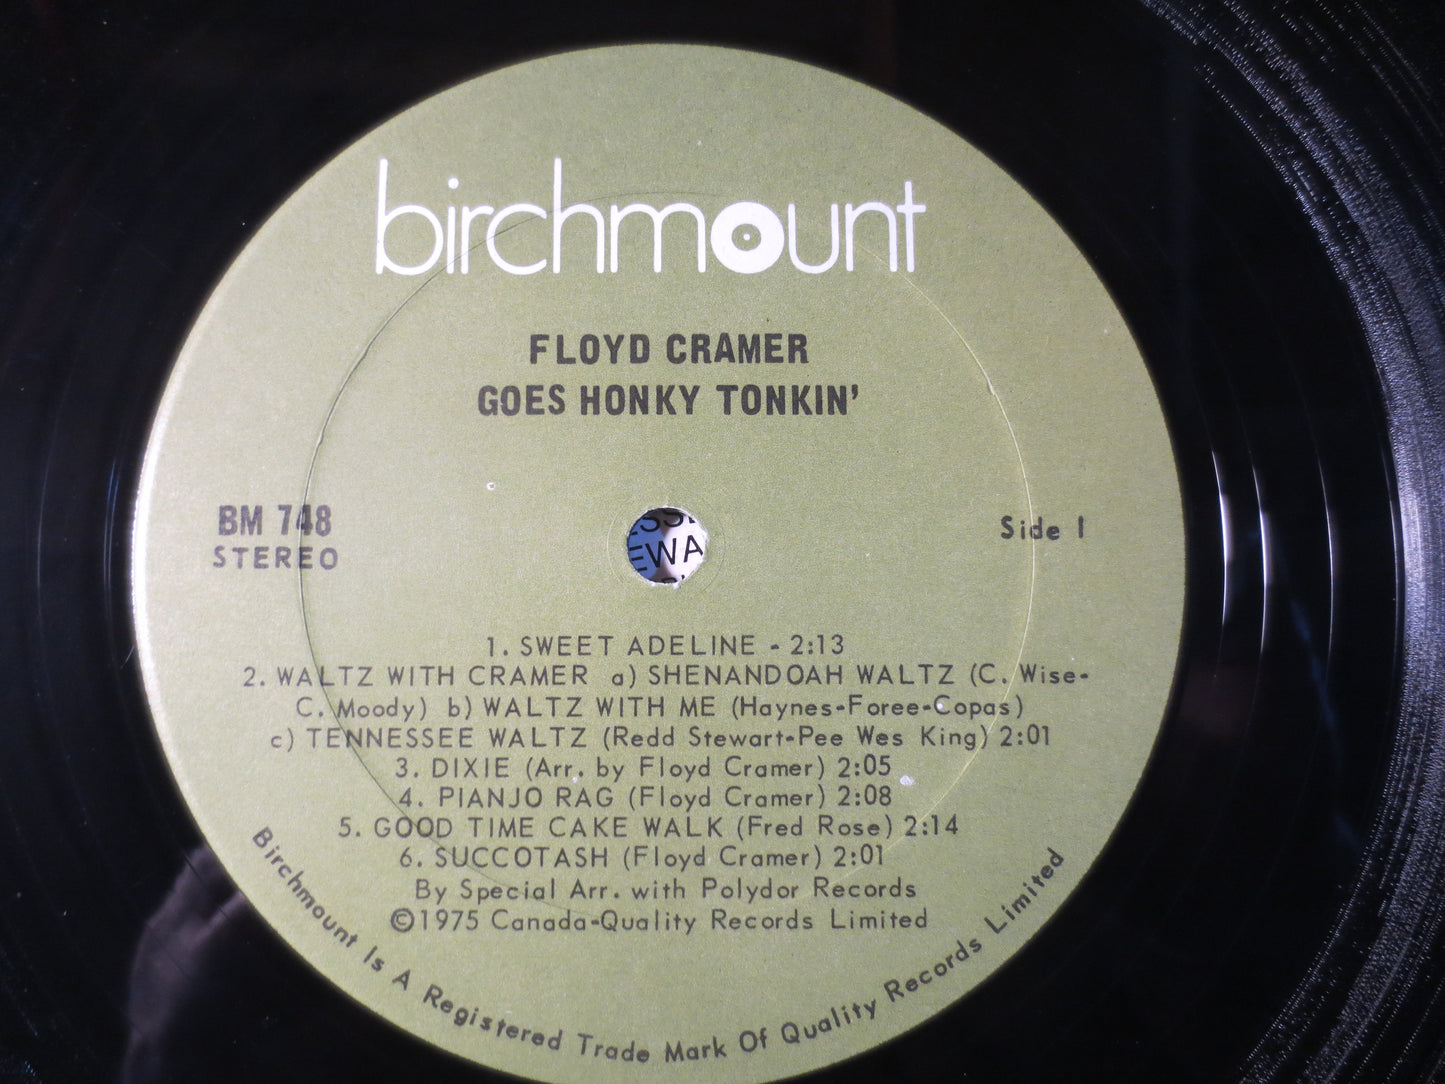 birchmount
FLOYD CRAMER
GOES HONKY TONKIN'
BM 748
STEREO
Side 1
EWA
1. SWEET ADELINE - 2:13
2. WALTZ WITH CRAMER a) SHENANDOAH WALTZ (C. Wise-
C. Moody) b) WALTZ WITH ME (Haynes-Foree-Copas)
c) TENNESSEE WALTZ (Redd Stewart-Pee Wes King) 2:01
3. DIXIE (Arr. by Floyd Cramer) 2:05
4. PIANJO RAG (Floyd Cramer) 2:08
5. GOOD TIME CAKE WALK (Fred Rose) 2:14
6. SUCCOTASH (Floyd Cramer) 2:01
By Special Arr. with Polydor Records
©1975 Canada-Quality Records Limited
Birchmount Is A Registered Trade Mark Of Quality Records Limited